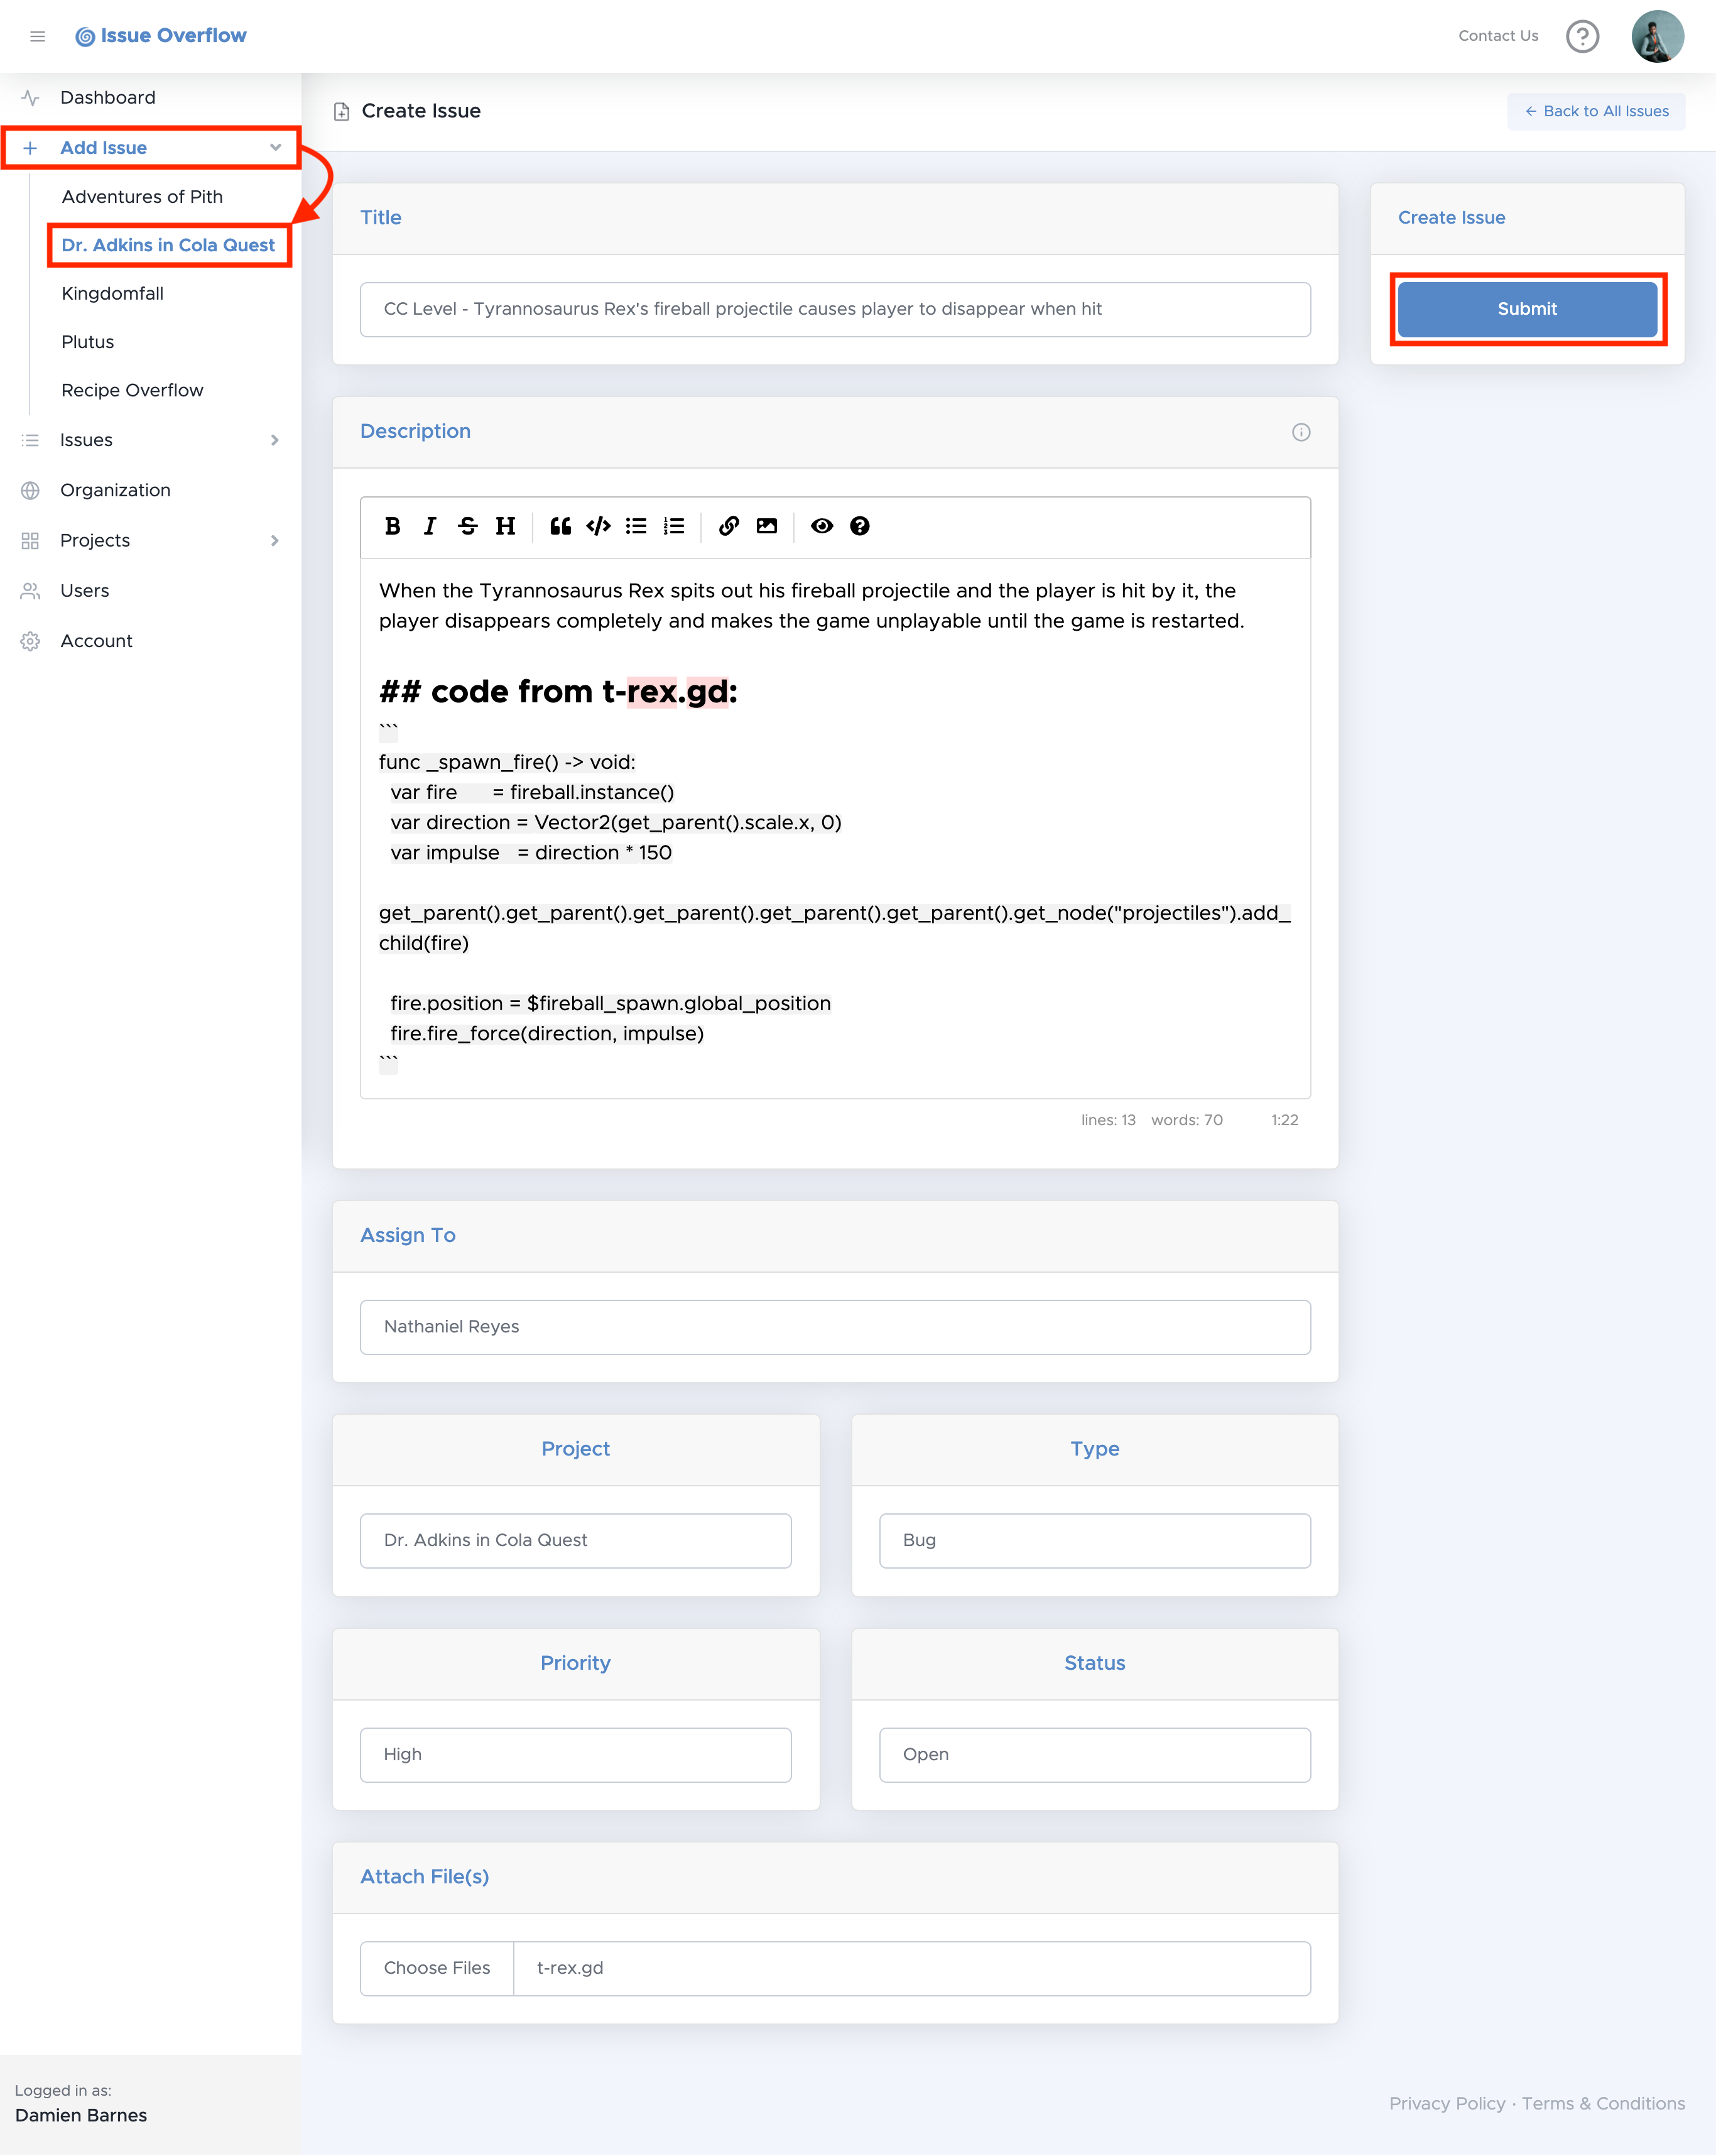 Issue Overflow
Contact Us
Dashboard
Add Issue
Adventures of Pith
Dr. Adkins in Cola Quest
Kingdomfall
Plutus
Recipe Overflow
Issues
Organization
Projects
Users
Account
Logged in as:
Damien Barnes
Create Issue
← Back to All Issues
Title
CC Level - Tyrannosaurus Rex's fireball projectile causes player to disappear when hit
Create Issue
Submit
Description
B I S H
When the Tyrannosaurus Rex spits out his fireball projectile and the player is hit by it, the
player disappears completely and makes the game unplayable until the game is restarted.
## code from t-rex.gd:
```
func _spawn_fire() -> void:
  var fire      = fireball.instance()
  var direction = Vector2(get_parent().scale.x, 0)
  var impulse   = direction * 150
get_parent().get_parent().get_parent().get_parent().get_parent().get_node("projectiles").add_
child(fire)
  fire.position = $fireball_spawn.global_position
  fire.fire_force(direction, impulse)
```
lines: 13 words: 70 1:22
Assign To
Nathaniel Reyes
Project
Dr. Adkins in Cola Quest
Type
Bug
Priority
High
Status
Open
Attach File(s)
Choose Files t-rex.gd
Privacy Policy · Terms & Conditions